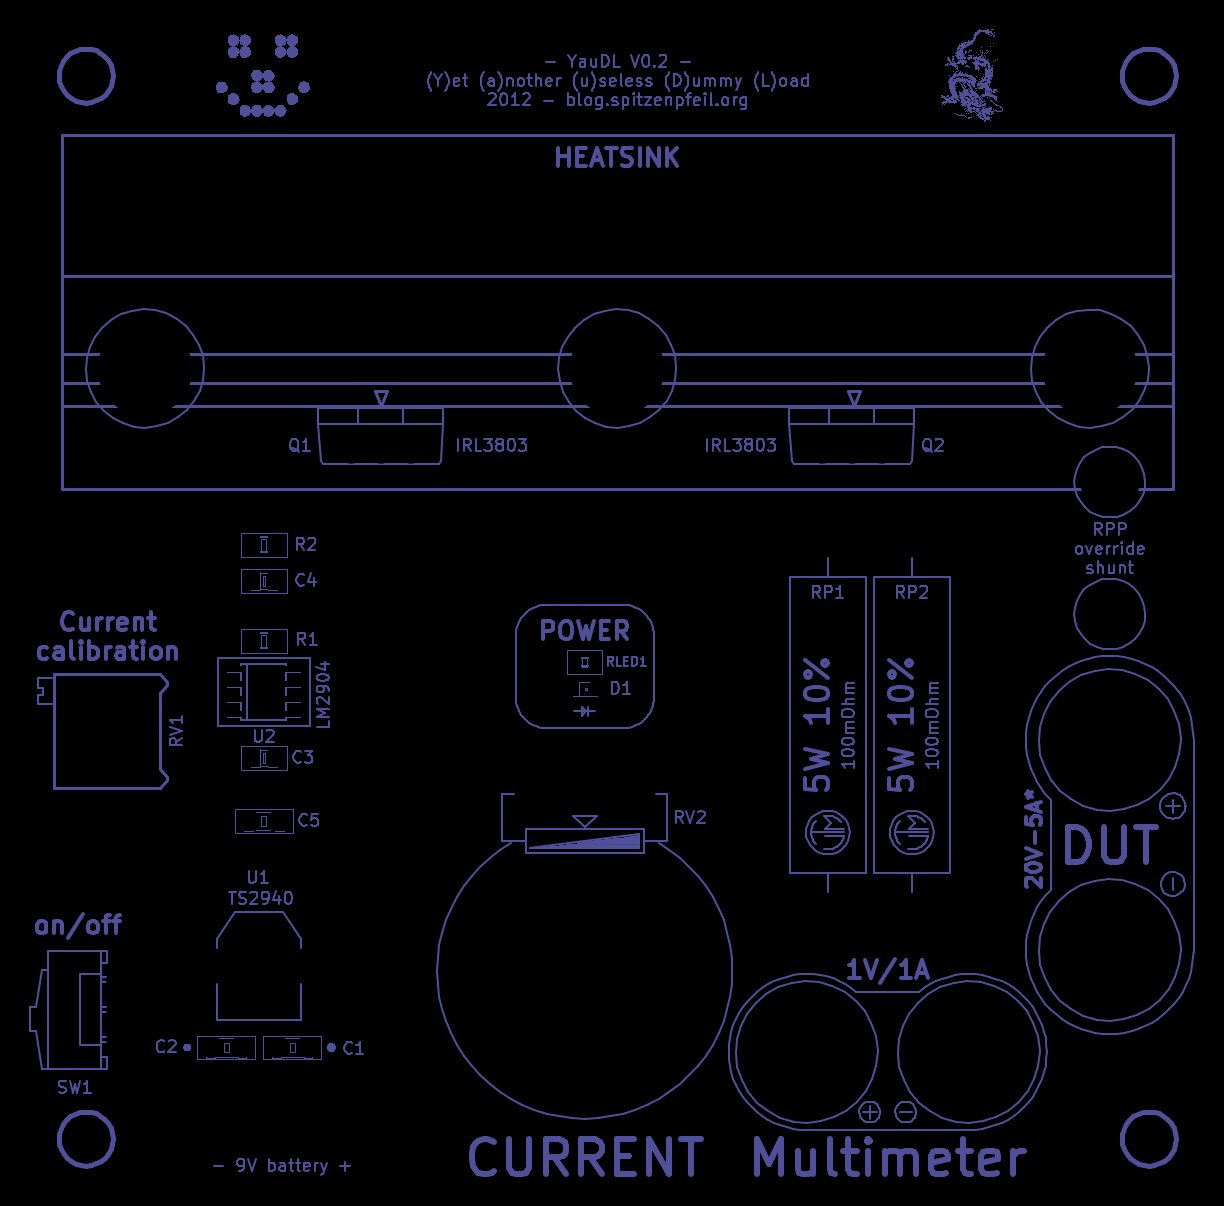 - YauDL V0.2 -
(Y)et (a)nother (u)seless (D)ummy (L)oad
2012 - blog.spitzenpfeil.org
HEATSINK
Q1
IRL3803
IRL3803
Q2
RPP
override
shunt
R2
C4
Current
calibration
R1
LM2904
U2
RV1
C3
C5
POWER
RLED1
D1
RP1
RP2
5W 10%
100mOhm
5W 10%
100mOhm
RV2
20V-5A*
DUT
+
-
U1
TS2940
on/off
1V/1A
C2
C1
SW1
+
-
- 9V battery +
CURRENT
Multimeter